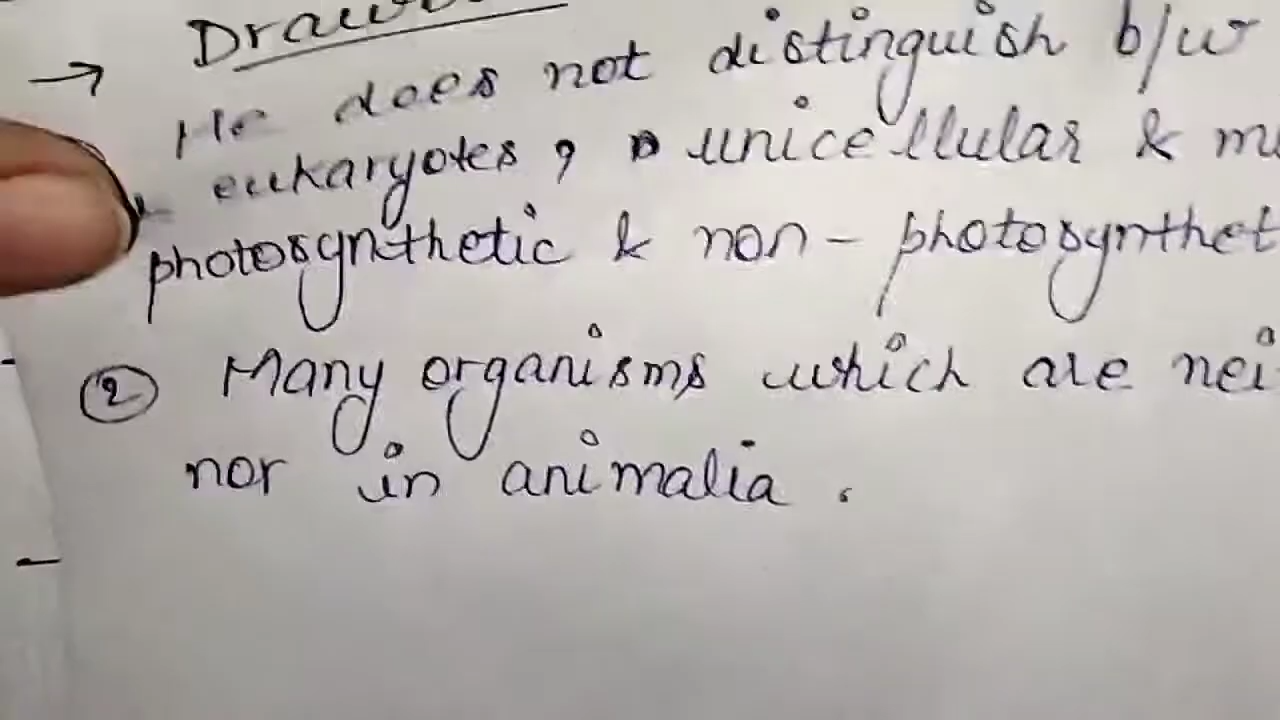 → Draw
He does not distinguish b/w
& eukaryotes, unicellular & m
photosynthetic & non - photosynthet
② Many organisms which are nei
nor in animalia.